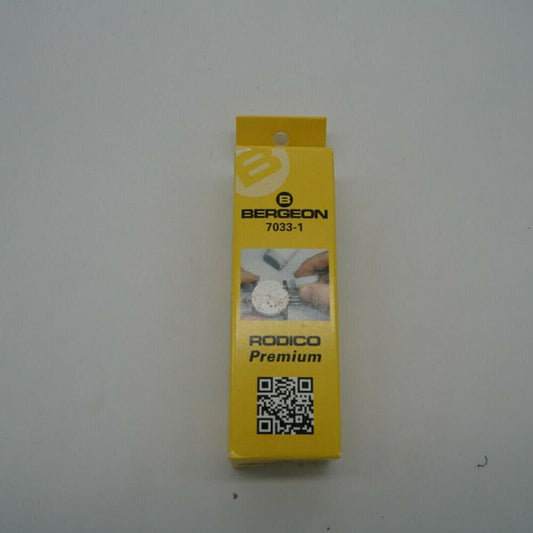 B
B
BERGEON
7033-1
RODICO
Premium